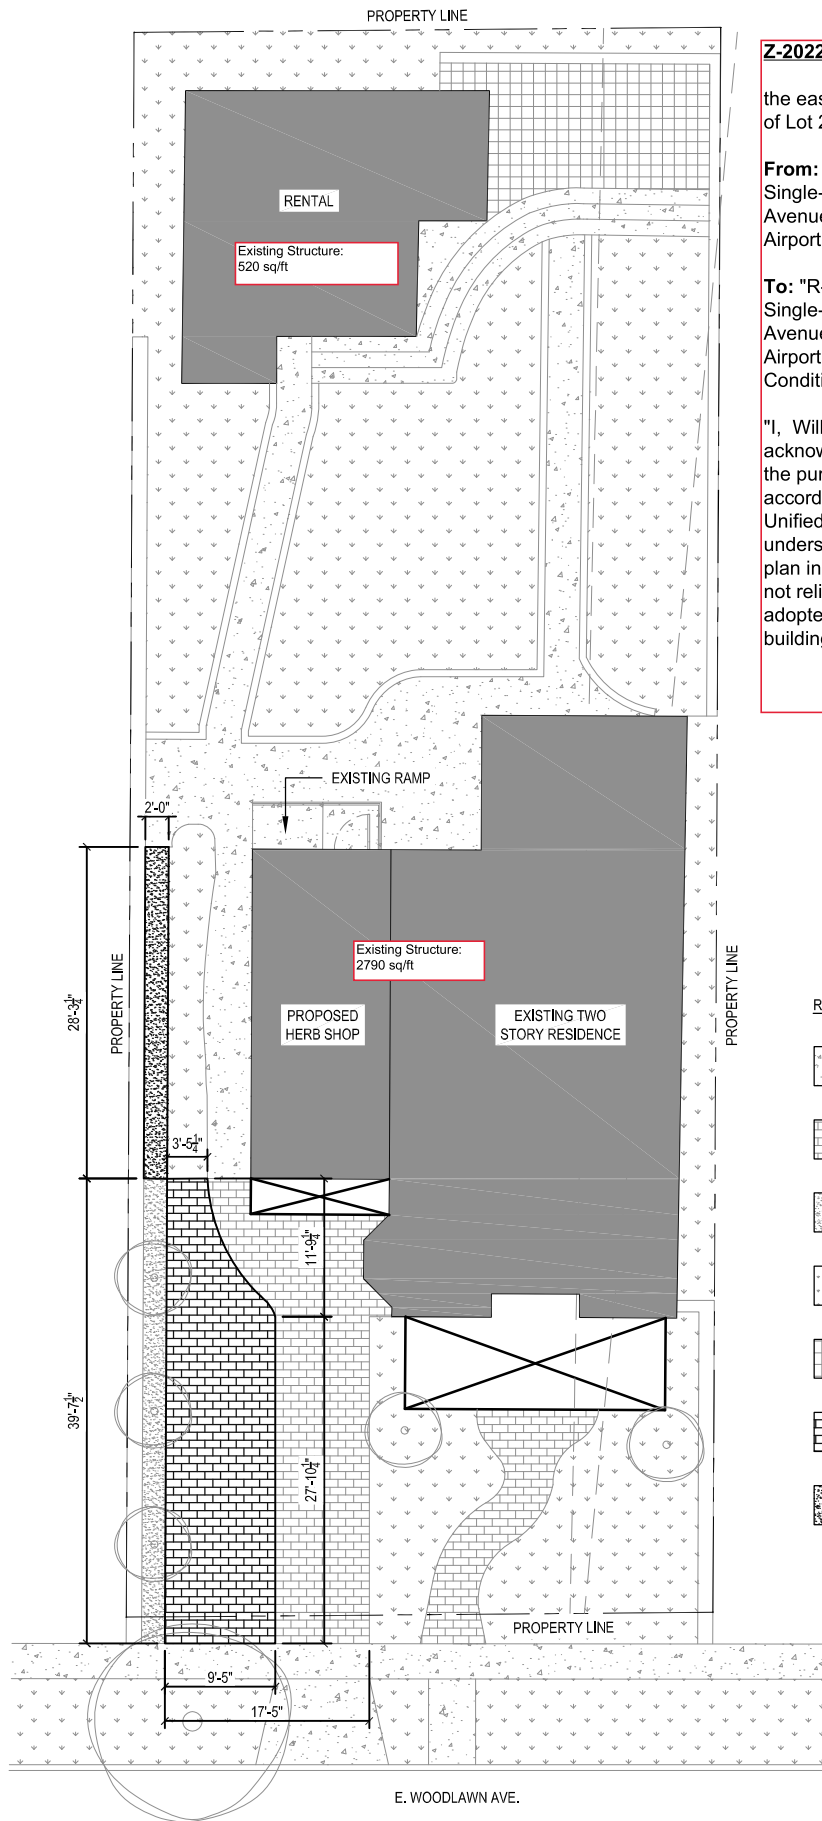 PROPERTY LINE
Z-2022
the eas
of Lot 2
From:
Single-
Avenue
Airport
To: "R-
Single-
Avenue
Airport
Conditi
"I, Will
acknow
the pur
accord
Unified
unders
plan in
not reli
adopte
building
RENTAL
Existing Structure:
520 sq/ft
EXISTING RAMP
2'-0"
28'-3¼"
PROPERTY LINE
Existing Structure:
2790 sq/ft
PROPOSED
HERB SHOP
EXISTING TWO
STORY RESIDENCE
PROPERTY LINE
R
3'-5¼"
11'-9¼"
39'-7½"
27'-10¼"
PROPERTY LINE
9'-5"
17'-5"
E. WOODLAWN AVE.